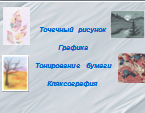 Точечный рисунок
Графика
Тонирование бумаги
Кляксография